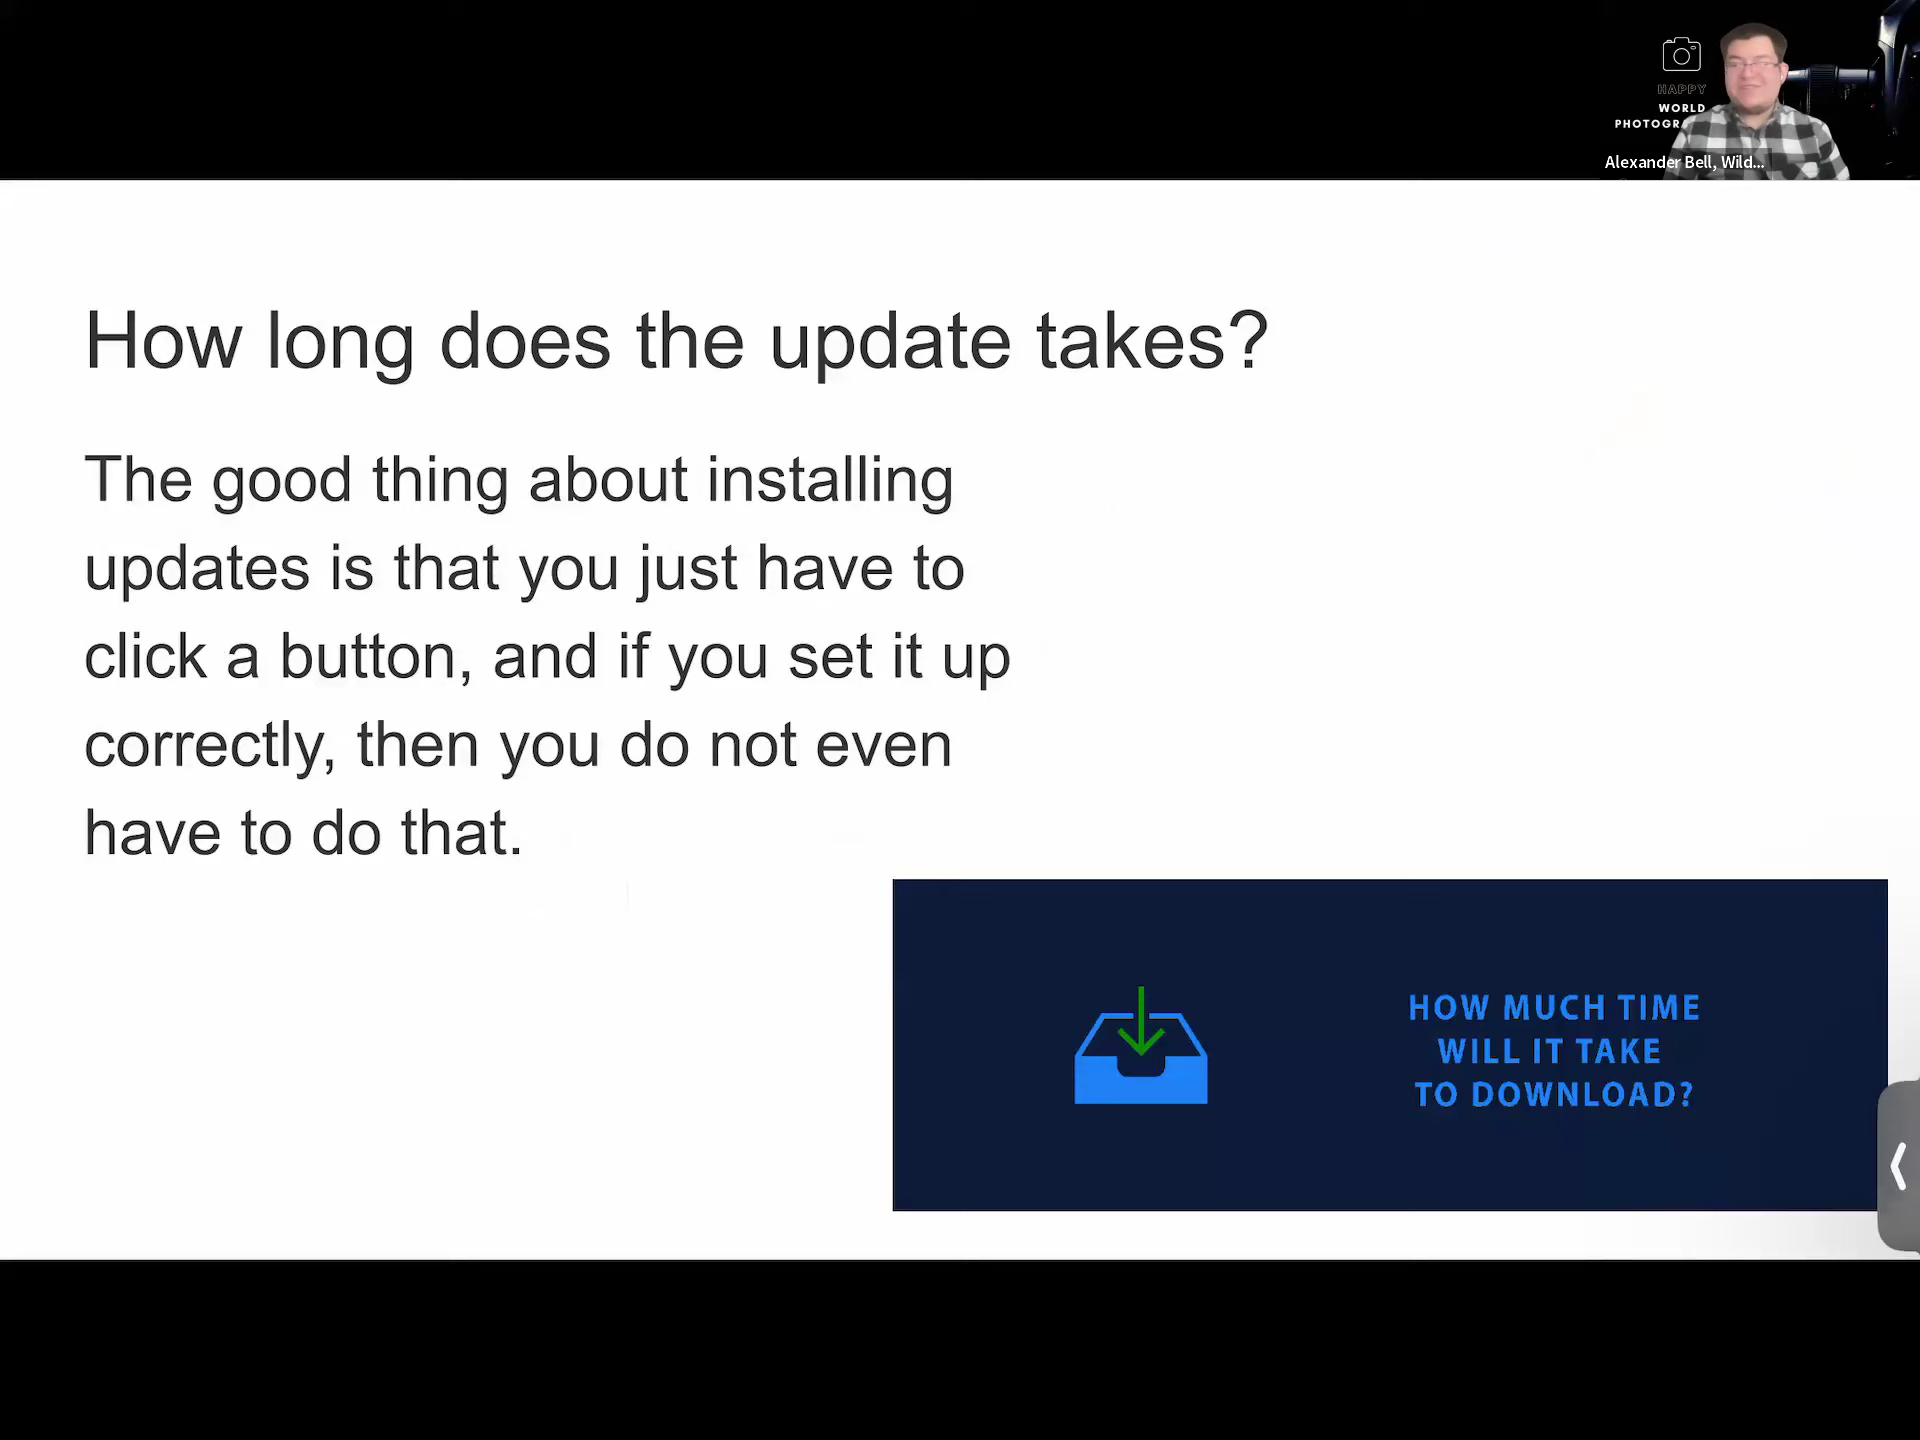 HAPPY
WORLD
PHOTOGRA
Alexander Bell, Wild...
How long does the update takes?
The good thing about installing
updates is that you just have to
click a button, and if you set it up
correctly, then you do not even
have to do that.
HOW MUCH TIME
WILL IT TAKE
TO DOWNLOAD?